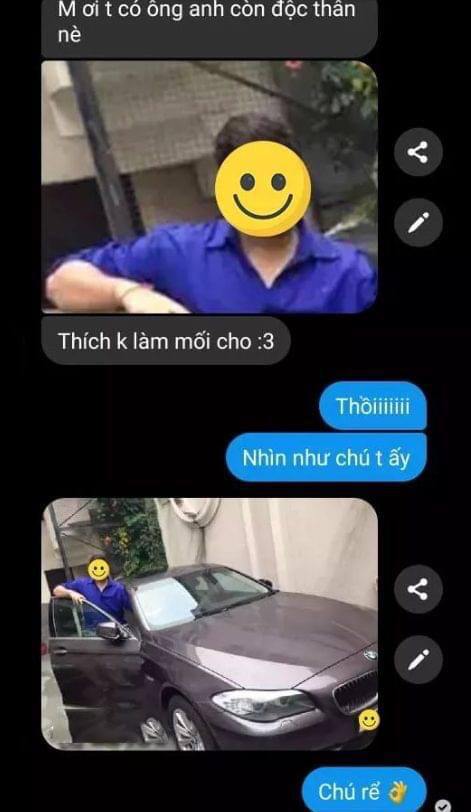 M ơi t có ông anh còn độc thân
nè
Thích k làm mối cho :3
Thồiiiiiii
Nhìn như chú t ấy
Chú rể 👌